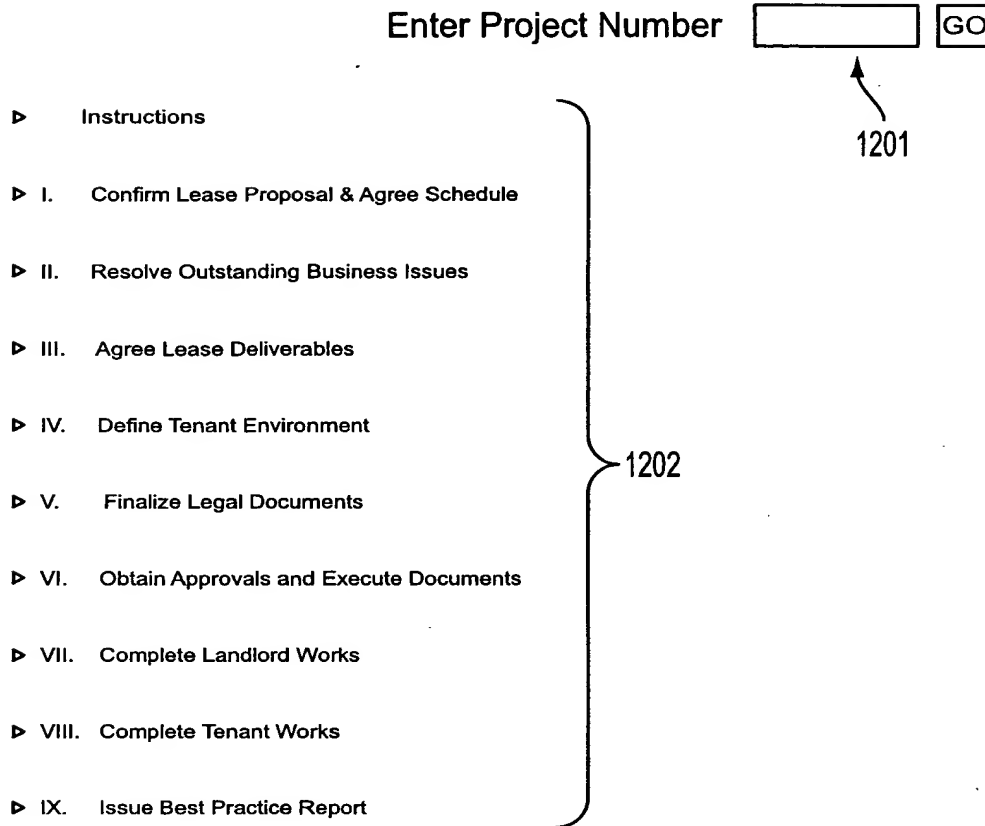 Enter Project Number GO
1201
Instructions
I. Confirm Lease Proposal & Agree Schedule
II. Resolve Outstanding Business Issues
III. Agree Lease Deliverables
IV. Define Tenant Environment
1202
V. Finalize Legal Documents
VI. Obtain Approvals and Execute Documents
VII. Complete Landlord Works
VIII. Complete Tenant Works
IX. Issue Best Practice Report